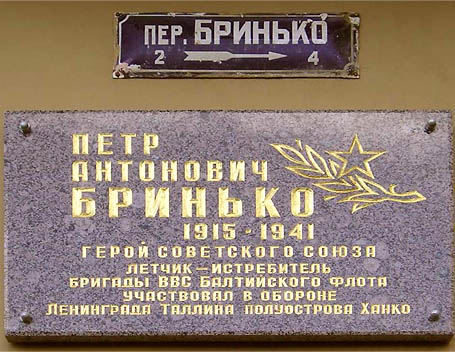 ПЕР. БРИНЬКО
2 4
ПЕТР
АНТОНОВИЧ
БРИНЬКО
1915-1941
ГЕРОЙ СОВЕТСКОГО СОЮЗА
ЛЕТЧИК–ИСТРЕБИТЕЛЬ
БРИГАДЫ ВВС БАЛТИЙСКОГО ФЛОТА
УЧАСТВОВАЛ В ОБОРОНЕ
ЛЕНИНГРАДА ТАЛЛИНА ПОЛУОСТРОВА ХАНКО